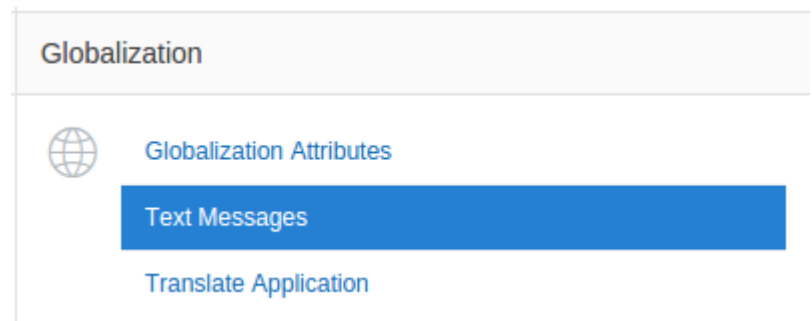 Globalization
Globalization Attributes
Text Messages
Translate Application